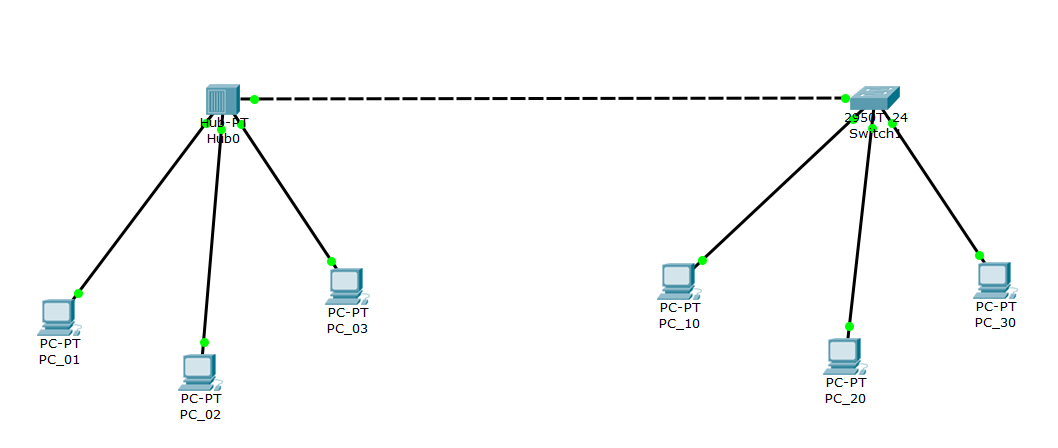 Hub-PT
Hub0
2950T-24
Switch1
PC-PT
PC_01
PC-PT
PC_02
PC-PT
PC_03
PC-PT
PC_10
PC-PT
PC_20
PC-PT
PC_30